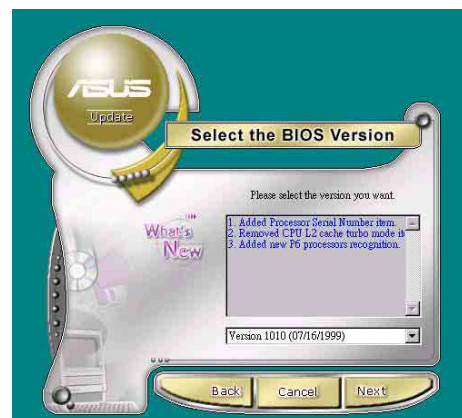 ASUS
Update
Select the BIOS Version
Please select the version you want.
What's
New
1. Added Processor Serial Number item.
2. Removed CPU L2 cache turbo mode it
3. Added new P6 processors recognition.
Version 1010 (07/16/1999)
Back
Cancel
Next